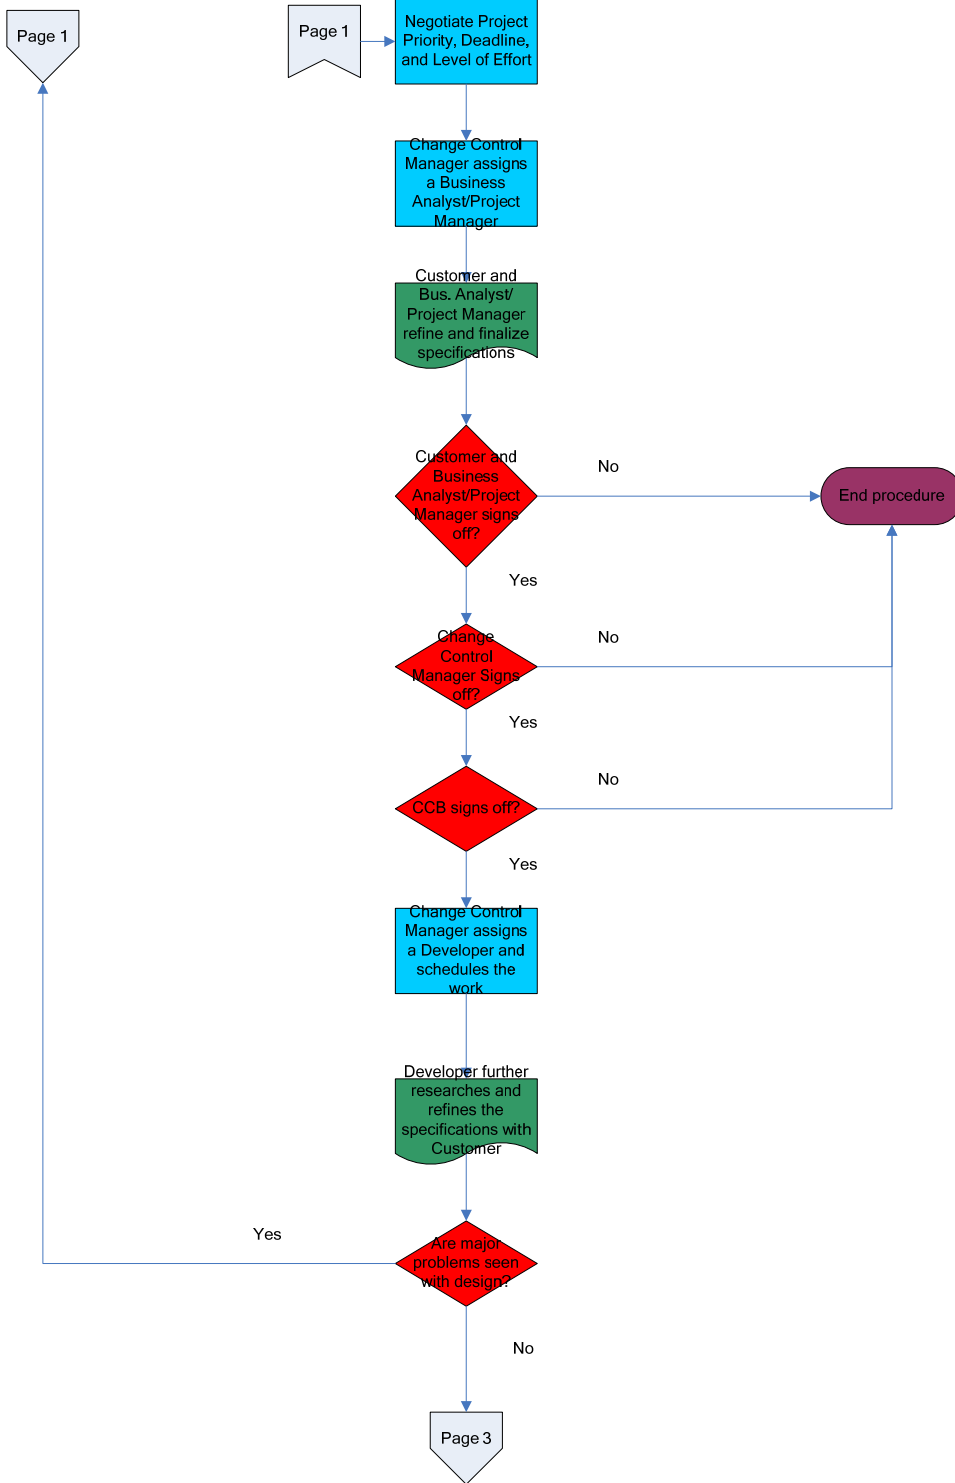 Page 1
Page 1
Negotiate Project
Priority, Deadline,
and Level of Effort
Change Control
Manager assigns
a Business
Analyst/Project
Manager
Customer and
Bus. Analyst/
Project Manager
refine and finalize
specifications
Customer and
Business
Analyst/Project
Manager signs
off?
No
End procedure
Yes
Change
Control
Manager Signs
off?
No
Yes
CCB signs off?
No
Yes
Change Control
Manager assigns
a Developer and
schedules the
work
Developer further
researches and
refines the
specifications with
Customer
Yes
Are major
problems seen
with design?
No
Page 3